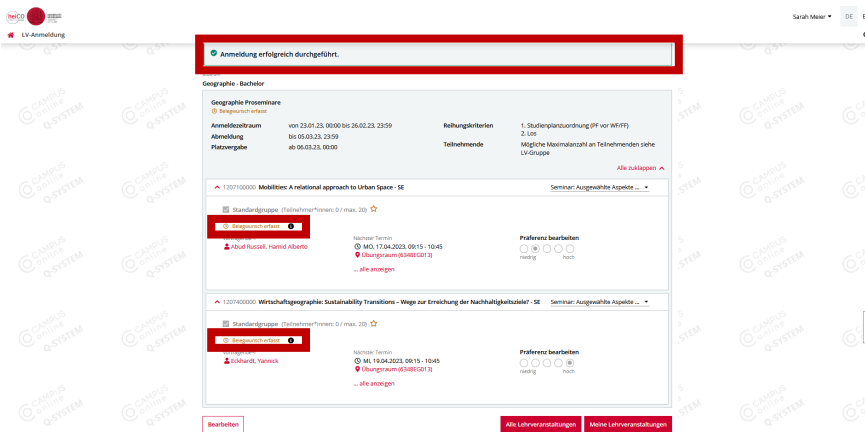 heiCO
Sarah Meier
DE
LV-Anmeldung
Anmeldung erfolgreich durchgeführt.
Geographie - Bachelor
Geographie Proseminare
Belegwunsch erfasst
Anmeldezeitraum von 23.01.23, 00:00 bis 26.02.23, 23:59
Abmeldung bis 05.03.23, 23:59
Platzvergabe ab 06.03.23, 00:00
Reihungskriterien 1. Studienplanzuordnung (PF vor WF/FF)
2. Los
Teilnehmende Mögliche Maximalanzahl an Teilnehmenden siehe
LV-Gruppe
Alle zuklappen
1207100000 Mobilities: A relational approach to Urban Space - SE Seminar: Ausgewählte Aspekte ...
Standardgruppe (Teilnehmer*innen: 0 / max. 20)
Belegwunsch erfasst
Nächster Termin Präferenz bearbeiten
Abud Russell, Hamid Alberto MO, 17.04.2023, 09:15 - 10:45
Übungsraum (6348EG013) niedrig hoch
... alle anzeigen
1207400000 Wirtschaftsgeographie: Sustainability Transitions – Wege zur Erreichung der Nachhaltigkeitsziele? - SE Seminar: Ausgewählte Aspekte ...
Standardgruppe (Teilnehmer*innen: 0 / max. 20)
Belegwunsch erfasst
Nächster Termin Präferenz bearbeiten
Eckhardt, Yannick MI, 19.04.2023, 09:15 - 10:45
Übungsraum (6348EG013) niedrig hoch
... alle anzeigen
Bearbeiten Alle Lehrveranstaltungen Meine Lehrveranstaltungen
CAMPUS
online
Q-SYSTEM